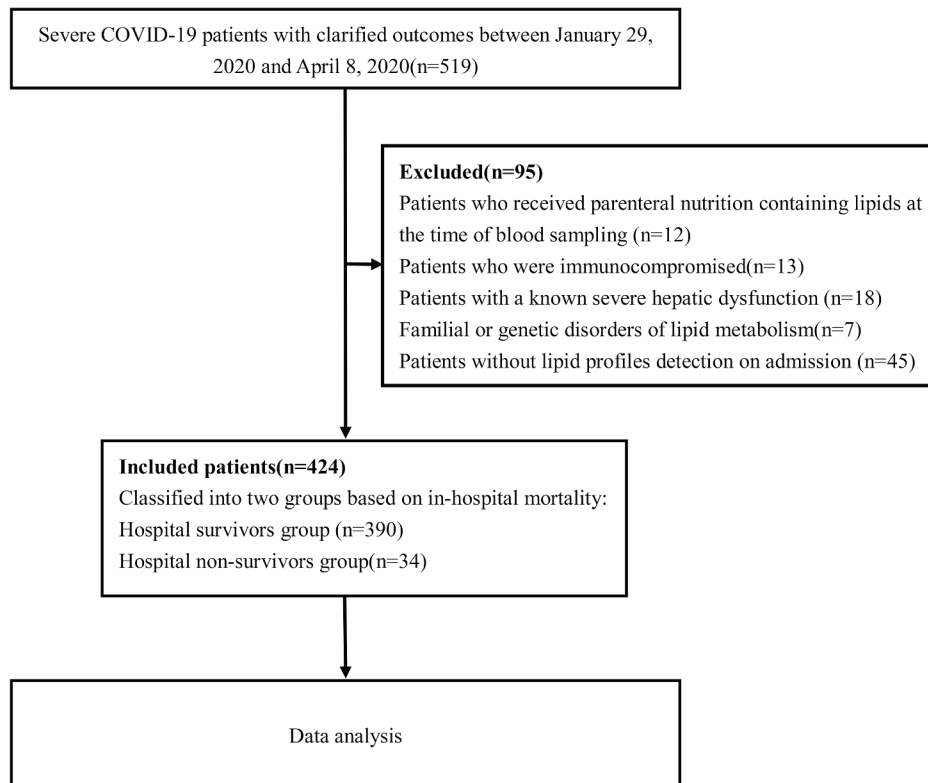 Severe COVID-19 patients with clarified outcomes between January 29,
2020 and April 8, 2020(n=519)
Excluded(n=95)
Patients who received parenteral nutrition containing lipids at
the time of blood sampling (n=12)
Patients who were immunocompromised(n=13)
Patients with a known severe hepatic dysfunction (n=18)
Familial or genetic disorders of lipid metabolism(n=7)
Patients without lipid profiles detection on admission (n=45)
Included patients(n=424)
Classified into two groups based on in-hospital mortality:
Hospital survivors group (n=390)
Hospital non-survivors group(n=34)
Data analysis